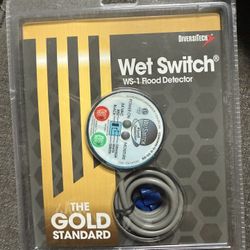 DIVERSITECH
Wet Switch®
WS-1 Flood Detector
THE
GOLD
STANDARD